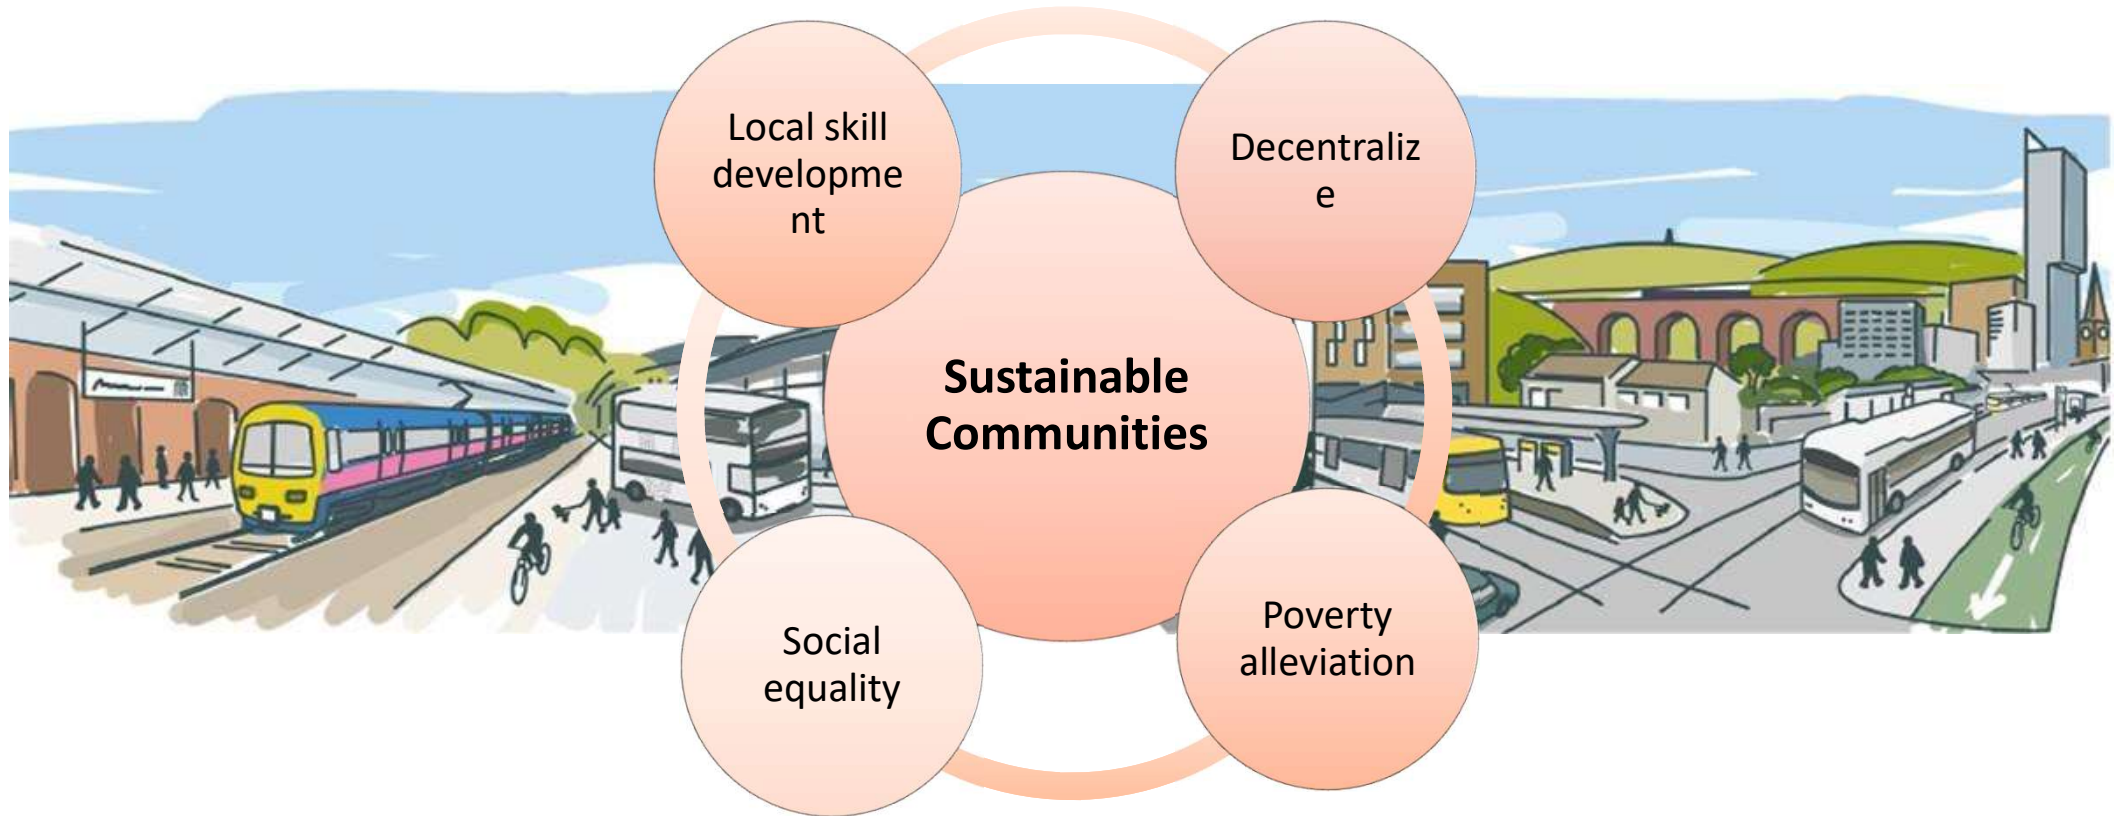 Local skill
developme
nt
Decentraliz
e
Sustainable
Communities
Social
equality
Poverty
alleviation